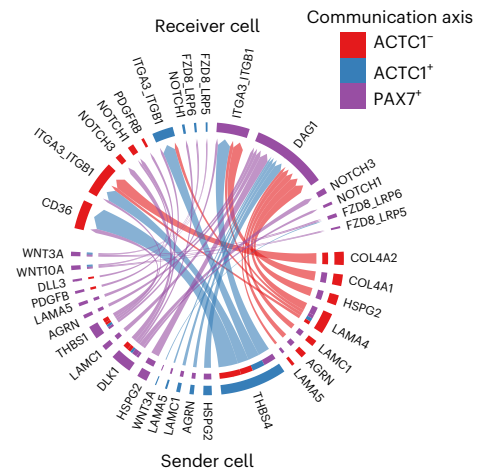 Receiver cell
Communication axis
ACTC1⁻
ACTC1⁺
PAX7⁺
CD36
ITGA3_ITGB1
NOTCH3
NOTCH1
PDGFRB
ITGA3_ITGB1
NOTCH1
FZD8_LRP6
FZD8_LRP5
ITGA3_ITGB1
DAG1
NOTCH3
NOTCH1
FZD8_LRP6
FZD8_LRP5
COL4A2
COL4A1
HSPG2
LAMA4
LAMC1
AGRN
LAMA5
THBS4
HSPG2
AGRN
LAMC1
LAMA5
WNT3A
HSPG2
DLK1
LAMC1
THBS1
AGRN
LAMA5
PDGFB
DLL3
WNT10A
WNT3A
Sender cell